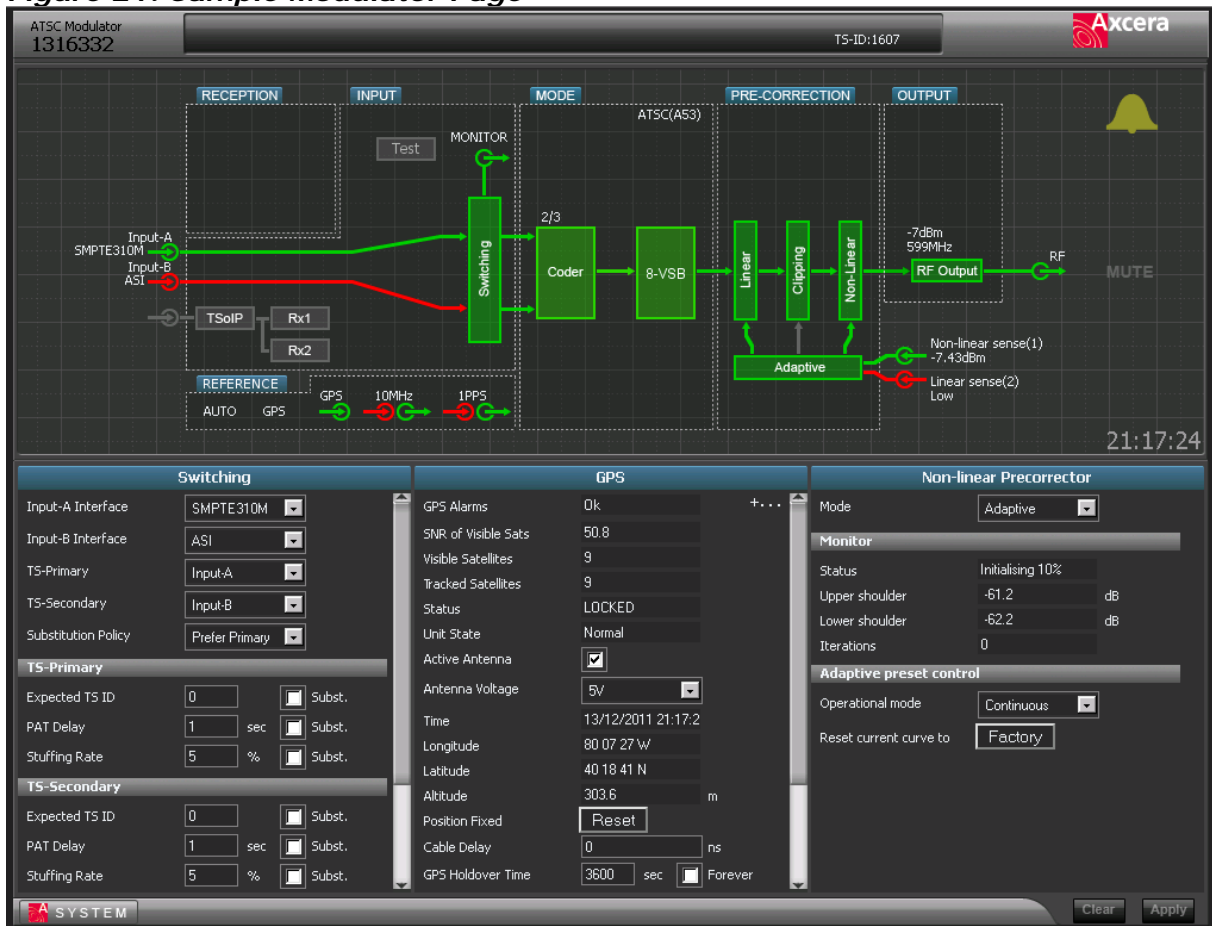 Figure 14: Sample Modulator Page
ATSC Modulator
1316332
TS-ID:1607
Axcera
RECEPTION
INPUT
MODE
PRE-CORRECTION
OUTPUT
ATSC(A53)
Test
MONITOR
2/3
Input-A
SMPTE310M
Input-B
ASI
Switching
Coder
8-VSB
Linear
Clipping
Non-Linear
-7dBm
599MHz
RF Output
RF
MUTE
TSoIP
Rx1
Rx2
Adaptive
Non-linear sense(1)
-7.43dBm
Linear sense(2)
Low
REFERENCE
AUTO GPS
GPS
10MHz
1PPS
21:17:24
Switching
Input-A Interface SMPTE310M
Input-B Interface ASI
TS-Primary Input-A
TS-Secondary Input-B
Substitution Policy Prefer Primary
TS-Primary
Expected TS ID 0 Subst.
PAT Delay 1 sec Subst.
Stuffing Rate 5 % Subst.
TS-Secondary
Expected TS ID 0 Subst.
PAT Delay 1 sec Subst.
Stuffing Rate 5 % Subst.
GPS
GPS Alarms Ok +...
SNR of Visible Sats 50.8
Visible Satellites 9
Tracked Satellites 9
Status LOCKED
Unit State Normal
Active Antenna
Antenna Voltage 5V
Time 13/12/2011 21:17:2
Longitude 80 07 27 W
Latitude 40 18 41 N
Altitude 303.6 m
Position Fixed Reset
Cable Delay 0 ns
GPS Holdover Time 3600 sec Forever
Non-linear Precorrector
Mode Adaptive
Monitor
Status Initialising 10%
Upper shoulder -61.2 dB
Lower shoulder -62.2 dB
Iterations 0
Adaptive preset control
Operational mode Continuous
Reset current curve to Factory
SYSTEM
Clear Apply